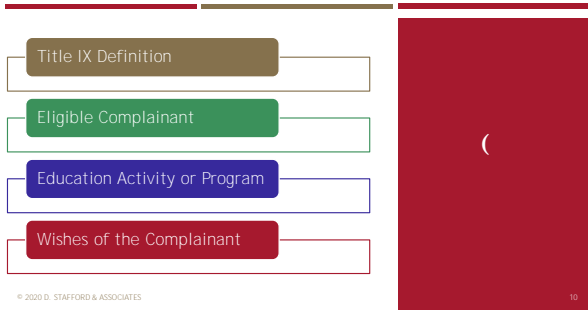 Title IX Definition
Eligible Complainant
Education Activity or Program
Wishes of the Complainant
(
© 2020 D. STAFFORD & ASSOCIATES
10